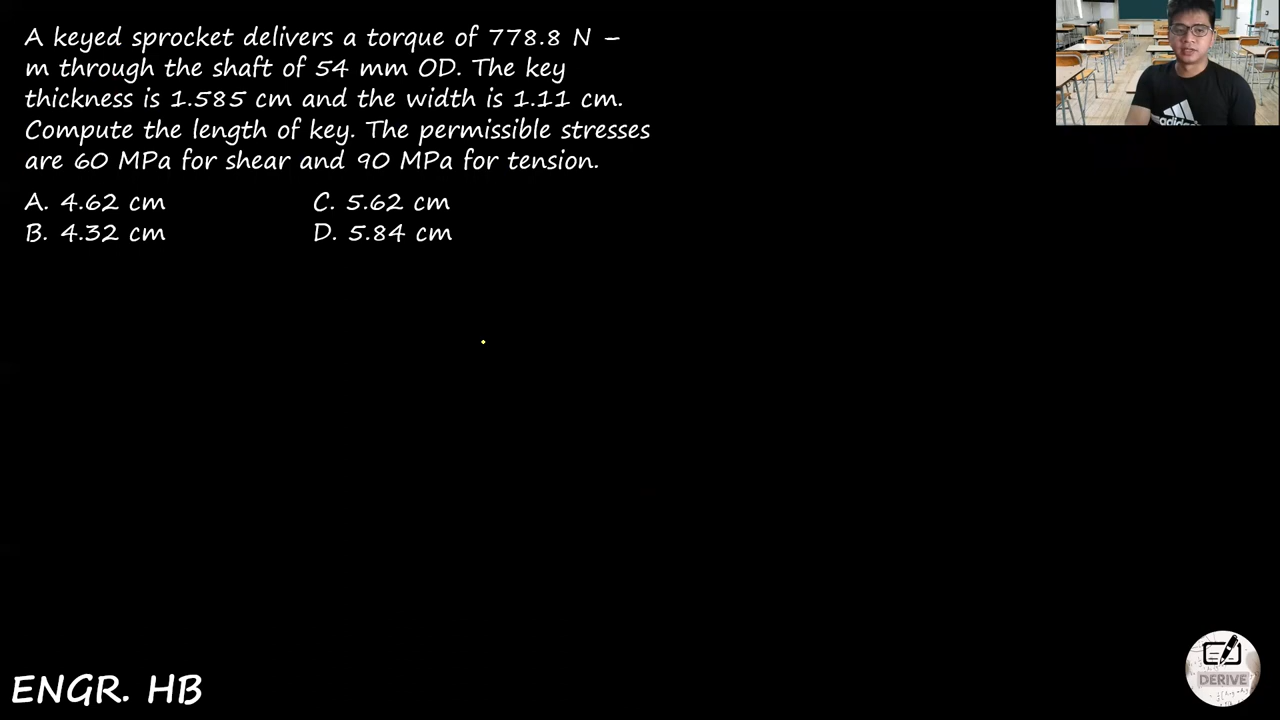 A keyed sprocket delivers a torque of 778.8 N –
m through the shaft of 54 mm OD. The key
thickness is 1.585 cm and the width is 1.11 cm.
Compute the length of key. The permissible stresses
are 60 MPa for shear and 90 MPa for tension.
A. 4.62 cm C. 5.62 cm
B. 4.32 cm D. 5.84 cm
adidas
ENGR. HB
DERIVE